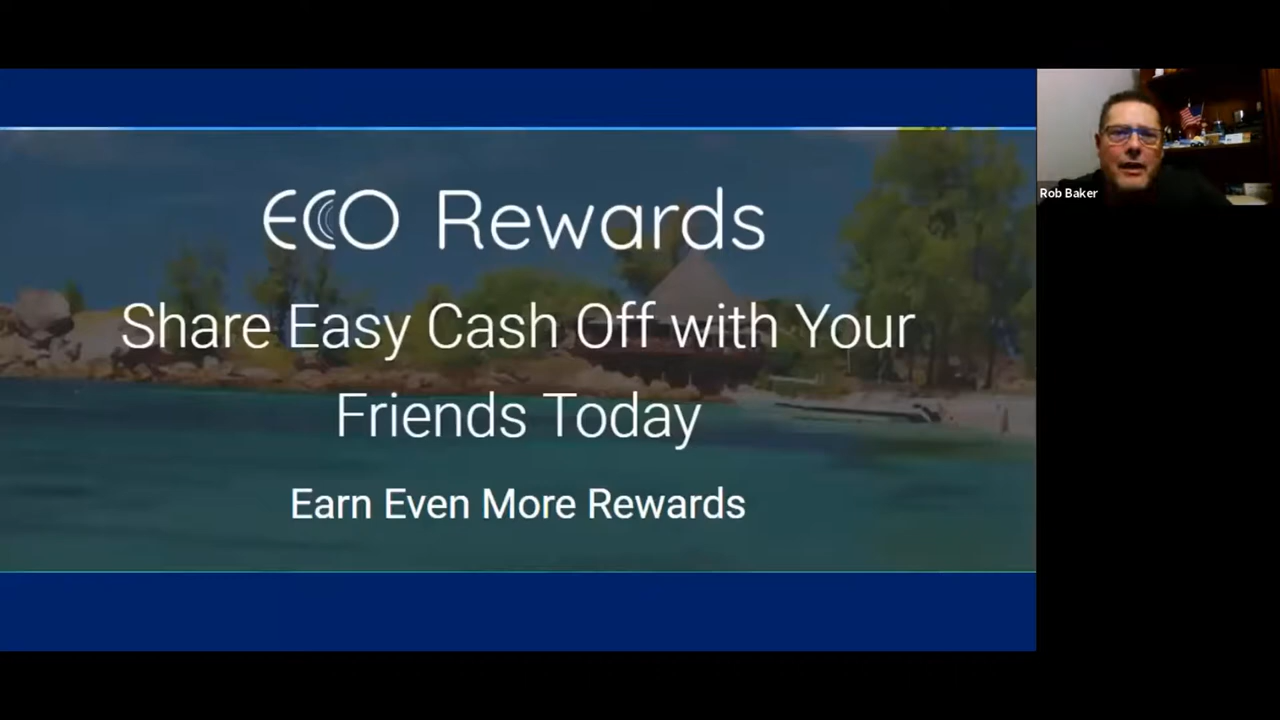 ECO Rewards
Share Easy Cash Off with Your
Friends Today
Earn Even More Rewards
Rob Baker